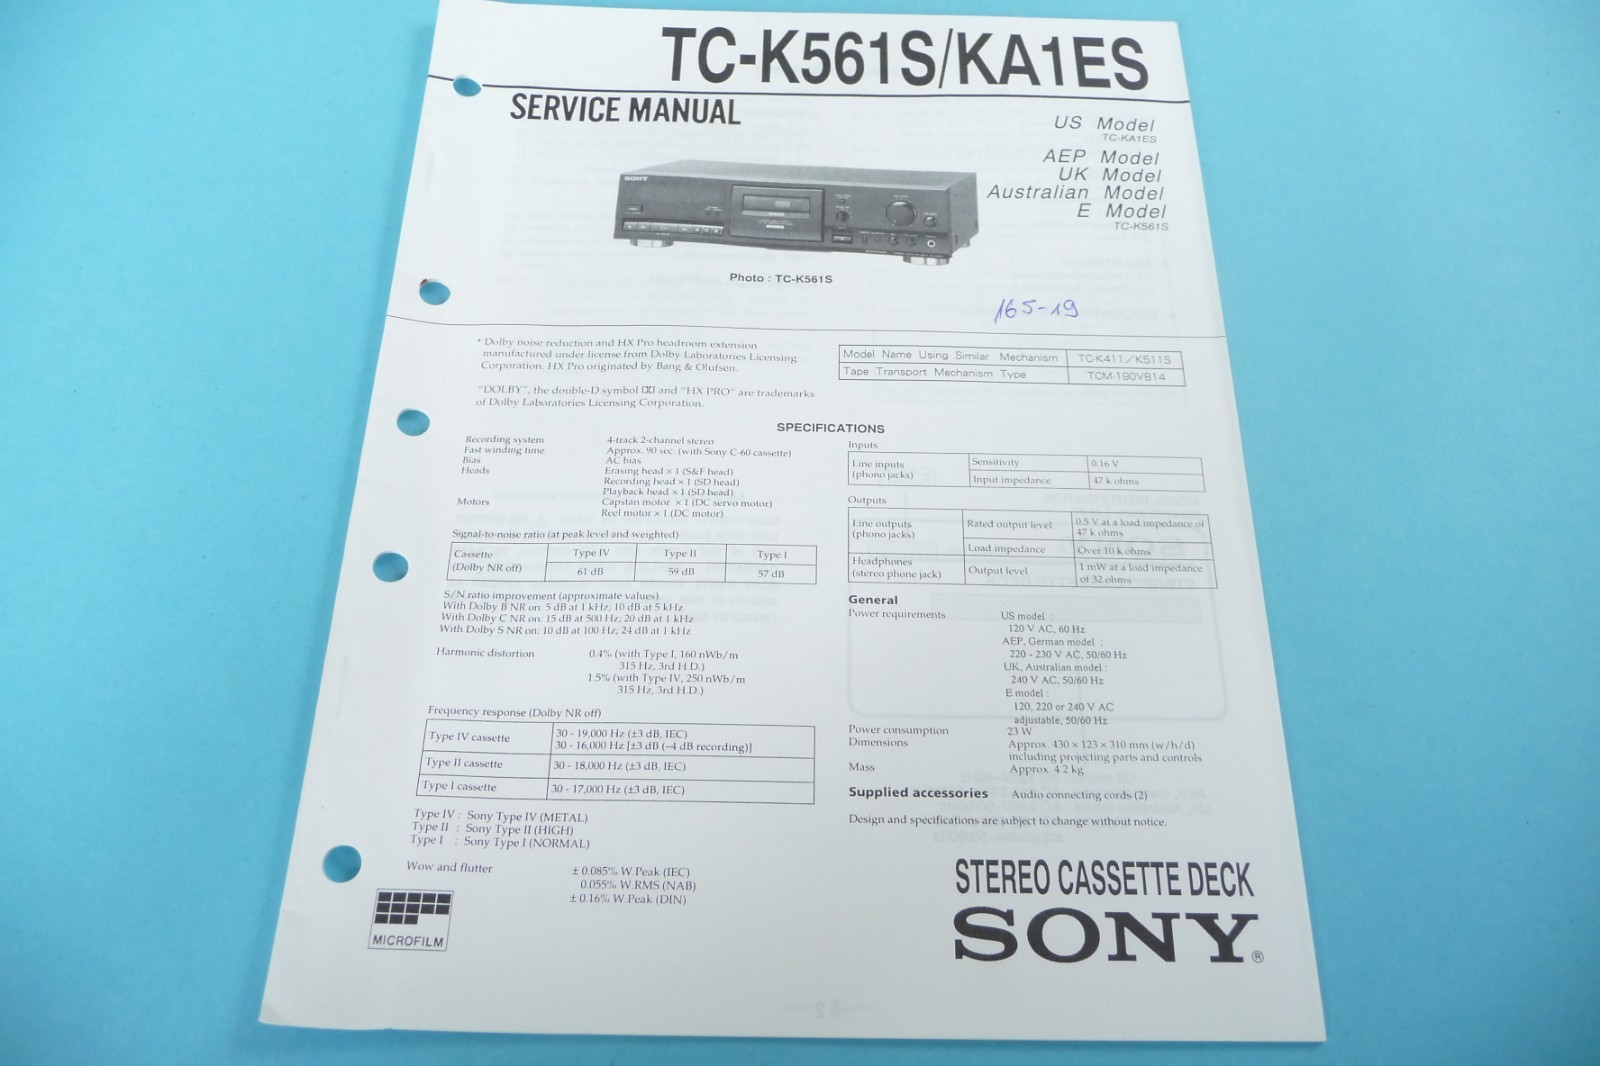 TC-K561S/KA1ES
SERVICE MANUAL
US Model
TC-KA1ES
AEP Model
UK Model
Australian Model
E Model
TC-K561S
SONY
Photo : TC-K561S
165-19
* Dolby noise reduction and HX Pro headroom extension
manufactured under license from Dolby Laboratories Licensing
Corporation. HX Pro originated by Bang & Olufsen.
"DOLBY", the double-D symbol and "HX PRO" are trademarks
of Dolby Laboratories Licensing Corporation.
Model Name Using Similar Mechanism TC-K411/K511S
Tape Transport Mechanism Type TCM-190VB14
SPECIFICATIONS
Recording system 4-track 2-channel stereo
Fast winding time Approx. 90 sec. (with Sony C-60 cassette)
Bias AC bias
Heads Erasing head × 1 (S&F head)
Recording head × 1 (SD head)
Playback head × 1 (SD head)
Motors Capstan motor × 1 (DC servo motor)
Reel motor × 1 (DC motor)
Signal-to-noise ratio (at peak level and weighted)
Cassette Type IV Type II Type I
(Dolby NR off) 61 dB 59 dB 57 dB
S/N ratio improvement (approximate values)
With Dolby B NR on: 5 dB at 1 kHz; 10 dB at 5 kHz
With Dolby C NR on: 15 dB at 500 Hz; 20 dB at 1 kHz
With Dolby S NR on: 10 dB at 100 Hz; 24 dB at 1 kHz
Harmonic distortion 0.4% (with Type I, 160 nWb/m
315 Hz, 3rd H.D.)
1.5% (with Type IV, 250 nWb/m
315 Hz, 3rd H.D.)
Frequency response (Dolby NR off)
Type IV cassette 30 - 19,000 Hz (±3 dB, IEC)
30 - 16,000 Hz [±3 dB (–4 dB recording)]
Type II cassette 30 - 18,000 Hz (±3 dB, IEC)
Type I cassette 30 - 17,000 Hz (±3 dB, IEC)
Type IV : Sony Type IV (METAL)
Type II : Sony Type II (HIGH)
Type I : Sony Type I (NORMAL)
Wow and flutter ± 0.085% W.Peak (IEC)
0.055% W.RMS (NAB)
± 0.16% W.Peak (DIN)
MICROFILM
Inputs
Line inputs Sensitivity 0.16 V
(phono jacks) Input impedance 47 k ohms
Outputs
Line outputs Rated output level 0.5 V at a load impedance of
(phono jacks) 47 k ohms
Load impedance Over 10 k ohms
Headphones Output level 1 mW at a load impedance
(stereo phone jack) of 32 ohms
General
Power requirements US model :
120 V AC, 60 Hz
AEP, German model :
220 - 230 V AC, 50/60 Hz
UK, Australian model :
240 V AC, 50/60 Hz
E model :
120, 220 or 240 V AC
adjustable, 50/60 Hz
Power consumption 23 W
Dimensions Approx. 430 × 123 × 310 mm (w/h/d)
including projecting parts and controls
Mass Approx. 4.2 kg
Supplied accessories Audio connecting cords (2)
Design and specifications are subject to change without notice.
STEREO CASSETTE DECK
SONY®